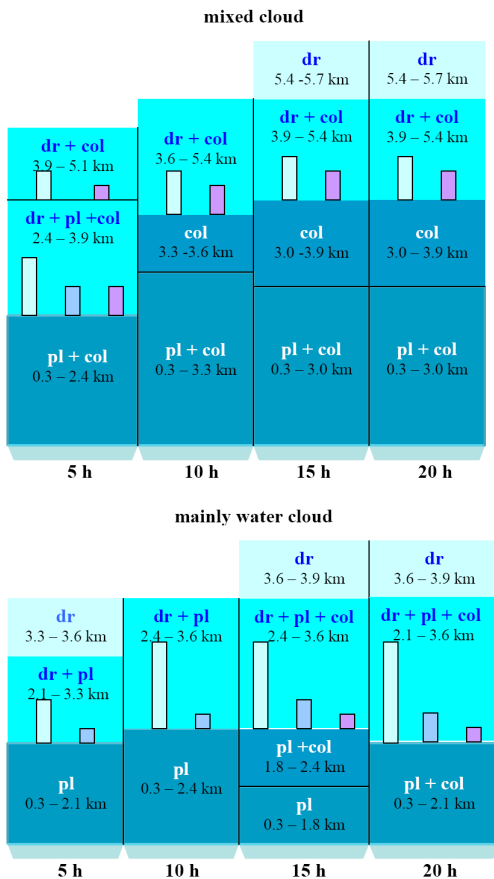 mixed cloud
dr
5.4 -5.7 km
dr
5.4 – 5.7 km
dr + col
3.9 – 5.1 km
dr + col
3.6 – 5.4 km
dr + col
3.9 – 5.4 km
dr + col
3.9 – 5.4 km
dr + pl +col
2.4 – 3.9 km
col
3.3 -3.6 km
col
3.0 -3.9 km
col
3.0 – 3.9 km
pl + col
0.3 – 2.4 km
pl + col
0.3 – 3.3 km
pl + col
0.3 – 3.0 km
pl + col
0.3 – 3.0 km
5 h
10 h
15 h
20 h
mainly water cloud
dr
3.6 – 3.9 km
dr
3.6 – 3.9 km
dr
3.3 – 3.6 km
dr + pl
2.4 – 3.6 km
dr + pl + col
2.4 – 3.6 km
dr + pl + col
2.1 – 3.6 km
dr + pl
2.1 – 3.3 km
pl
0.3 – 2.1 km
pl
0.3 – 2.4 km
pl +col
1.8 – 2.4 km
pl
0.3 – 1.8 km
pl + col
0.3 – 2.1 km
5 h
10 h
15 h
20 h